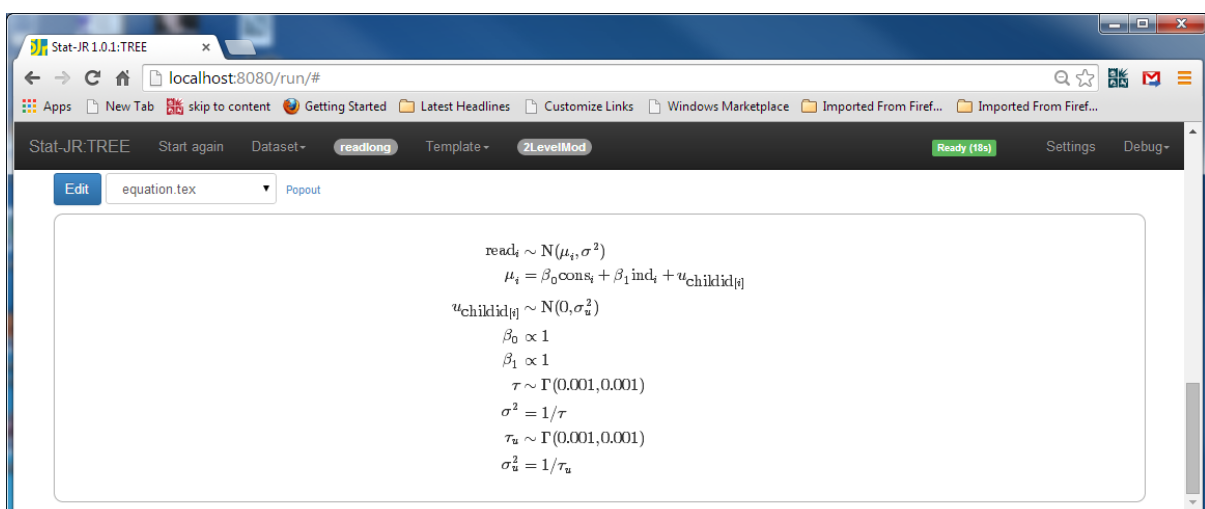 Stat-JR 1.0.1:TREE ×
localhost:8080/run/#
Apps New Tab skip to content Getting Started Latest Headlines Customize Links Windows Marketplace Imported From Firef... Imported From Firef...
Stat-JR:TREE Start again Dataset readlong Template 2LevelMod Ready (18s) Settings Debug
Edit equation.tex Popout
readᵢ ∼ N(μᵢ, σ²)
μᵢ = β₀consᵢ + β₁indᵢ + u_childid[i]
u_childid[i] ∼ N(0, σ²ᵤ)
β₀ ∝ 1
β₁ ∝ 1
τ ∼ Γ(0.001, 0.001)
σ² = 1/τ
τᵤ ∼ Γ(0.001, 0.001)
σ²ᵤ = 1/τᵤ